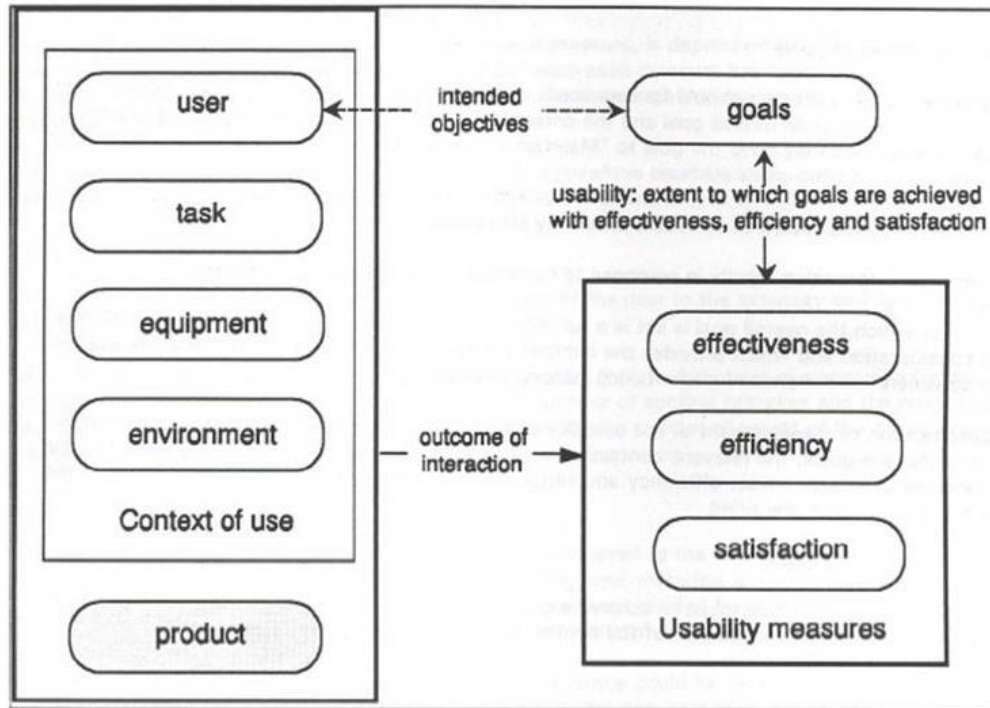 user
intended
objectives
goals
task
usability: extent to which goals are achieved
with effectiveness, efficiency and satisfaction
equipment
effectiveness
environment
outcome of
interaction
efficiency
Context of use
satisfaction
product
Usability measures